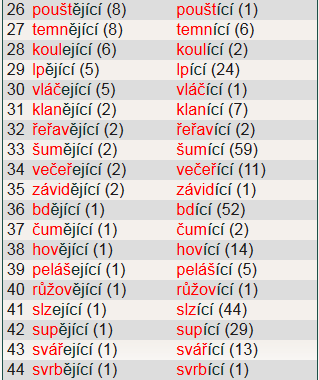 26 pouštějící (8) pouštící (1)
27 temnějící (8) temnící (6)
28 koulející (6) koulící (2)
29 lpějící (5) lpící (24)
30 vláčející (5) vláčící (1)
31 klanějící (2) klanící (7)
32 řeřavějící (2) řeřavící (2)
33 šumějící (2) šumící (59)
34 večeřející (2) večeřící (11)
35 závidějící (2) závidící (1)
36 bdějící (1) bdící (52)
37 čumějící (1) čumící (2)
38 hovějící (1) hovící (14)
39 pelášející (1) pelášící (5)
40 růžovějící (1) růžovící (1)
41 slzející (1) slzící (44)
42 supějící (1) supící (29)
43 svářející (1) svářící (13)
44 svrbějící (1) svrbící (1)